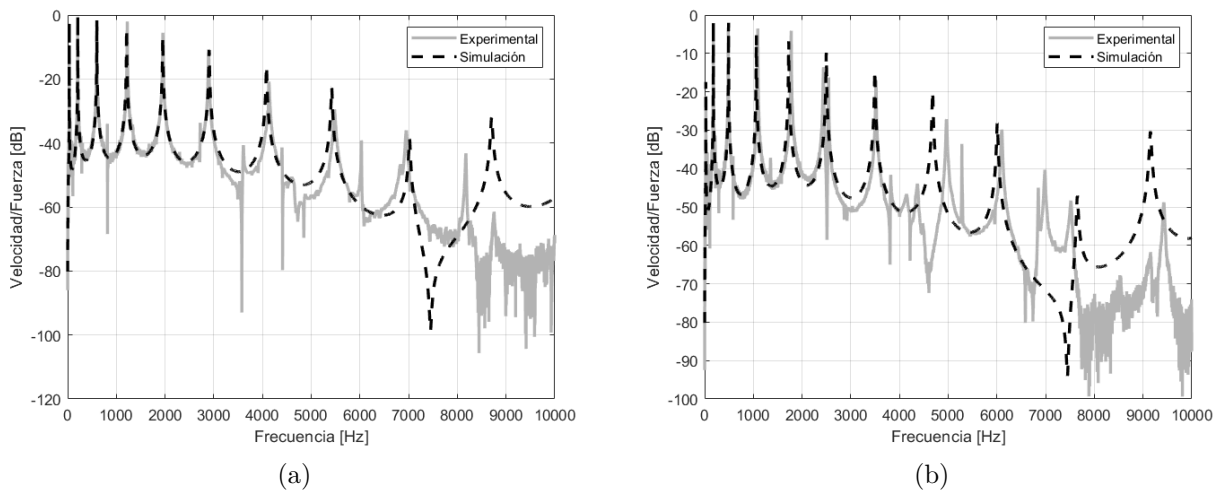 0
-20
-40
-60
-80
-100
-120
Velocidad/Fuerza [dB]
Experimental
Simulación
0 1000 2000 3000 4000 5000 6000 7000 8000 9000 10000
Frecuencia [Hz]
(a)
0
-10
-20
-30
-40
-50
-60
-70
-80
-90
-100
Velocidad/Fuerza [dB]
Experimental
Simulación
0 1000 2000 3000 4000 5000 6000 7000 8000 9000 10000
Frecuencia [Hz]
(b)